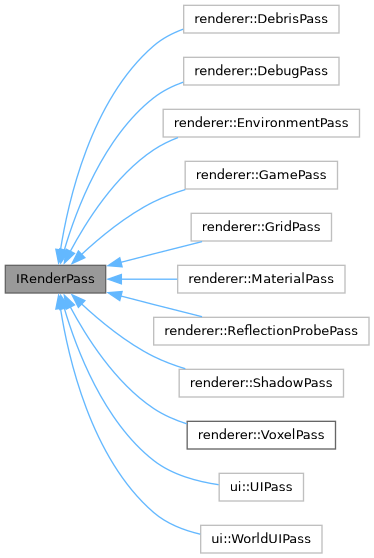 renderer::DebrisPass
renderer::DebugPass
renderer::EnvironmentPass
renderer::GamePass
renderer::GridPass
IRenderPass
renderer::MaterialPass
renderer::ReflectionProbePass
renderer::ShadowPass
renderer::VoxelPass
ui::UIPass
ui::WorldUIPass